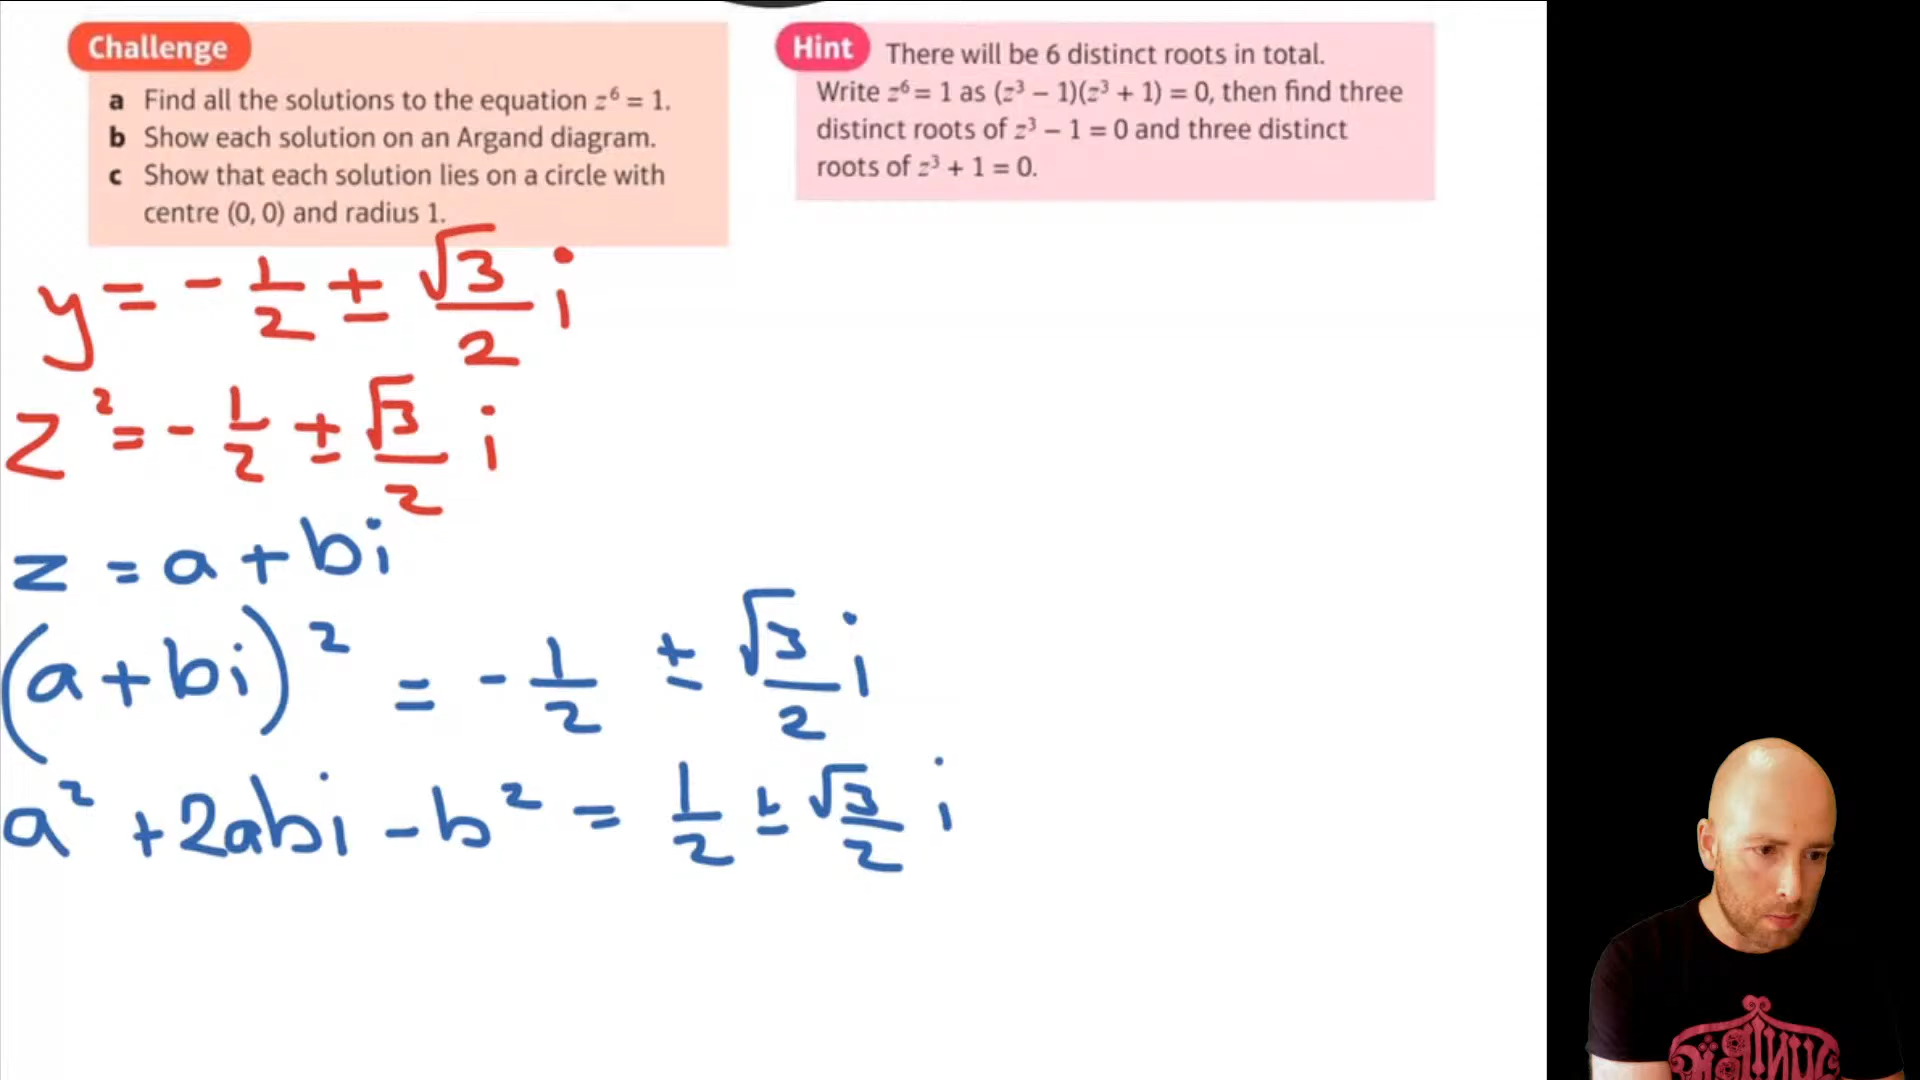 Challenge
a Find all the solutions to the equation z⁶ = 1.
b Show each solution on an Argand diagram.
c Show that each solution lies on a circle with
centre (0, 0) and radius 1.
Hint There will be 6 distinct roots in total.
Write z⁶ = 1 as (z³ − 1)(z³ + 1) = 0, then find three
distinct roots of z³ − 1 = 0 and three distinct
roots of z³ + 1 = 0.
y = - 1/2 ± √3/2 i
z² = - 1/2 ± √3/2 i
z = a + bi
(a + bi)² = - 1/2 ± √3/2 i
a² + 2abi - b² = 1/2 ± √3/2 i